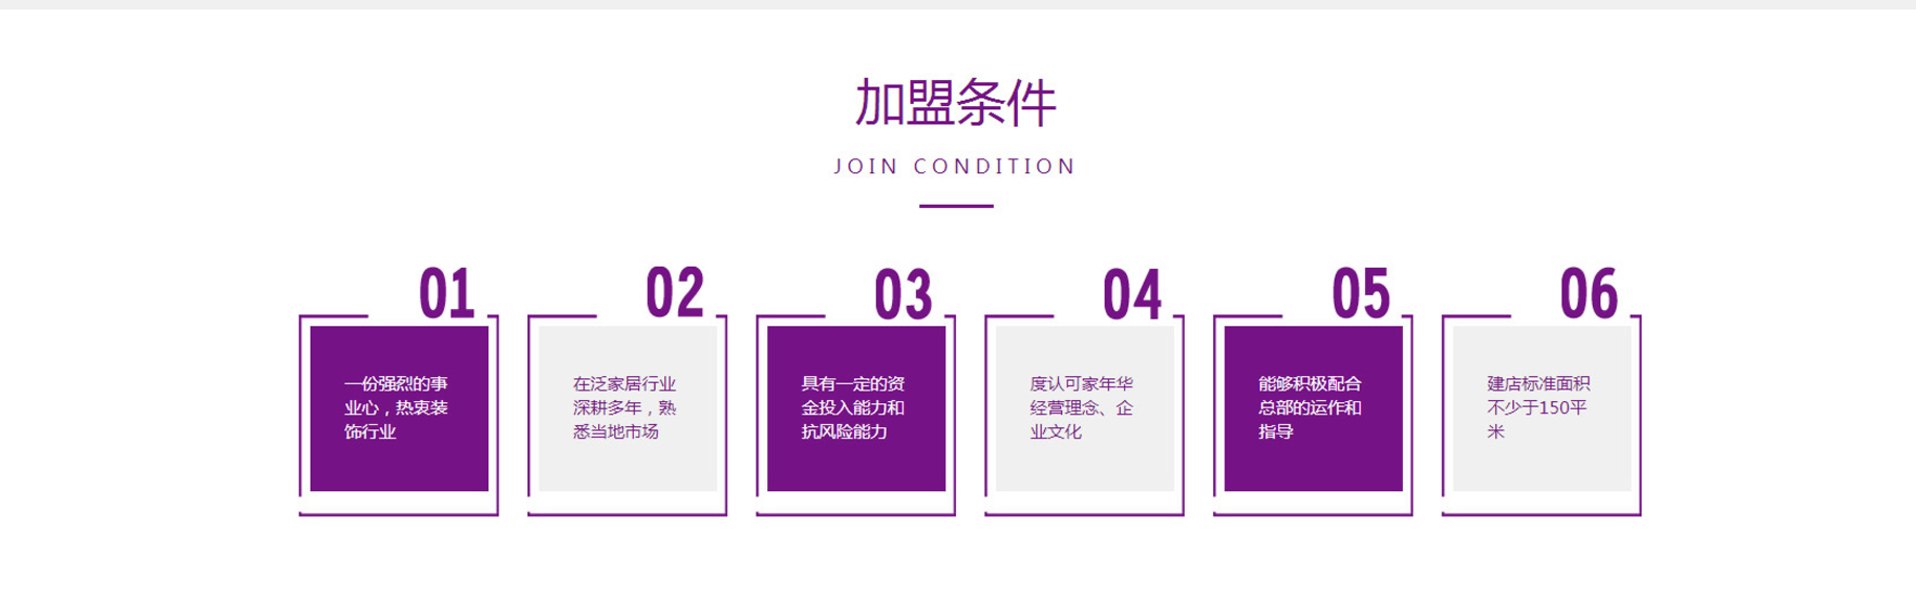 加盟条件
JOIN CONDITION
01
一份强烈的事
业心，热衷装
饰行业
02
在泛家居行业
深耕多年，熟
悉当地市场
03
具有一定的资
金投入能力和
抗风险能力
04
度认可家年华
经营理念、企
业文化
05
能够积极配合
总部的运作和
指导
06
建店标准面积
不少于150平
米